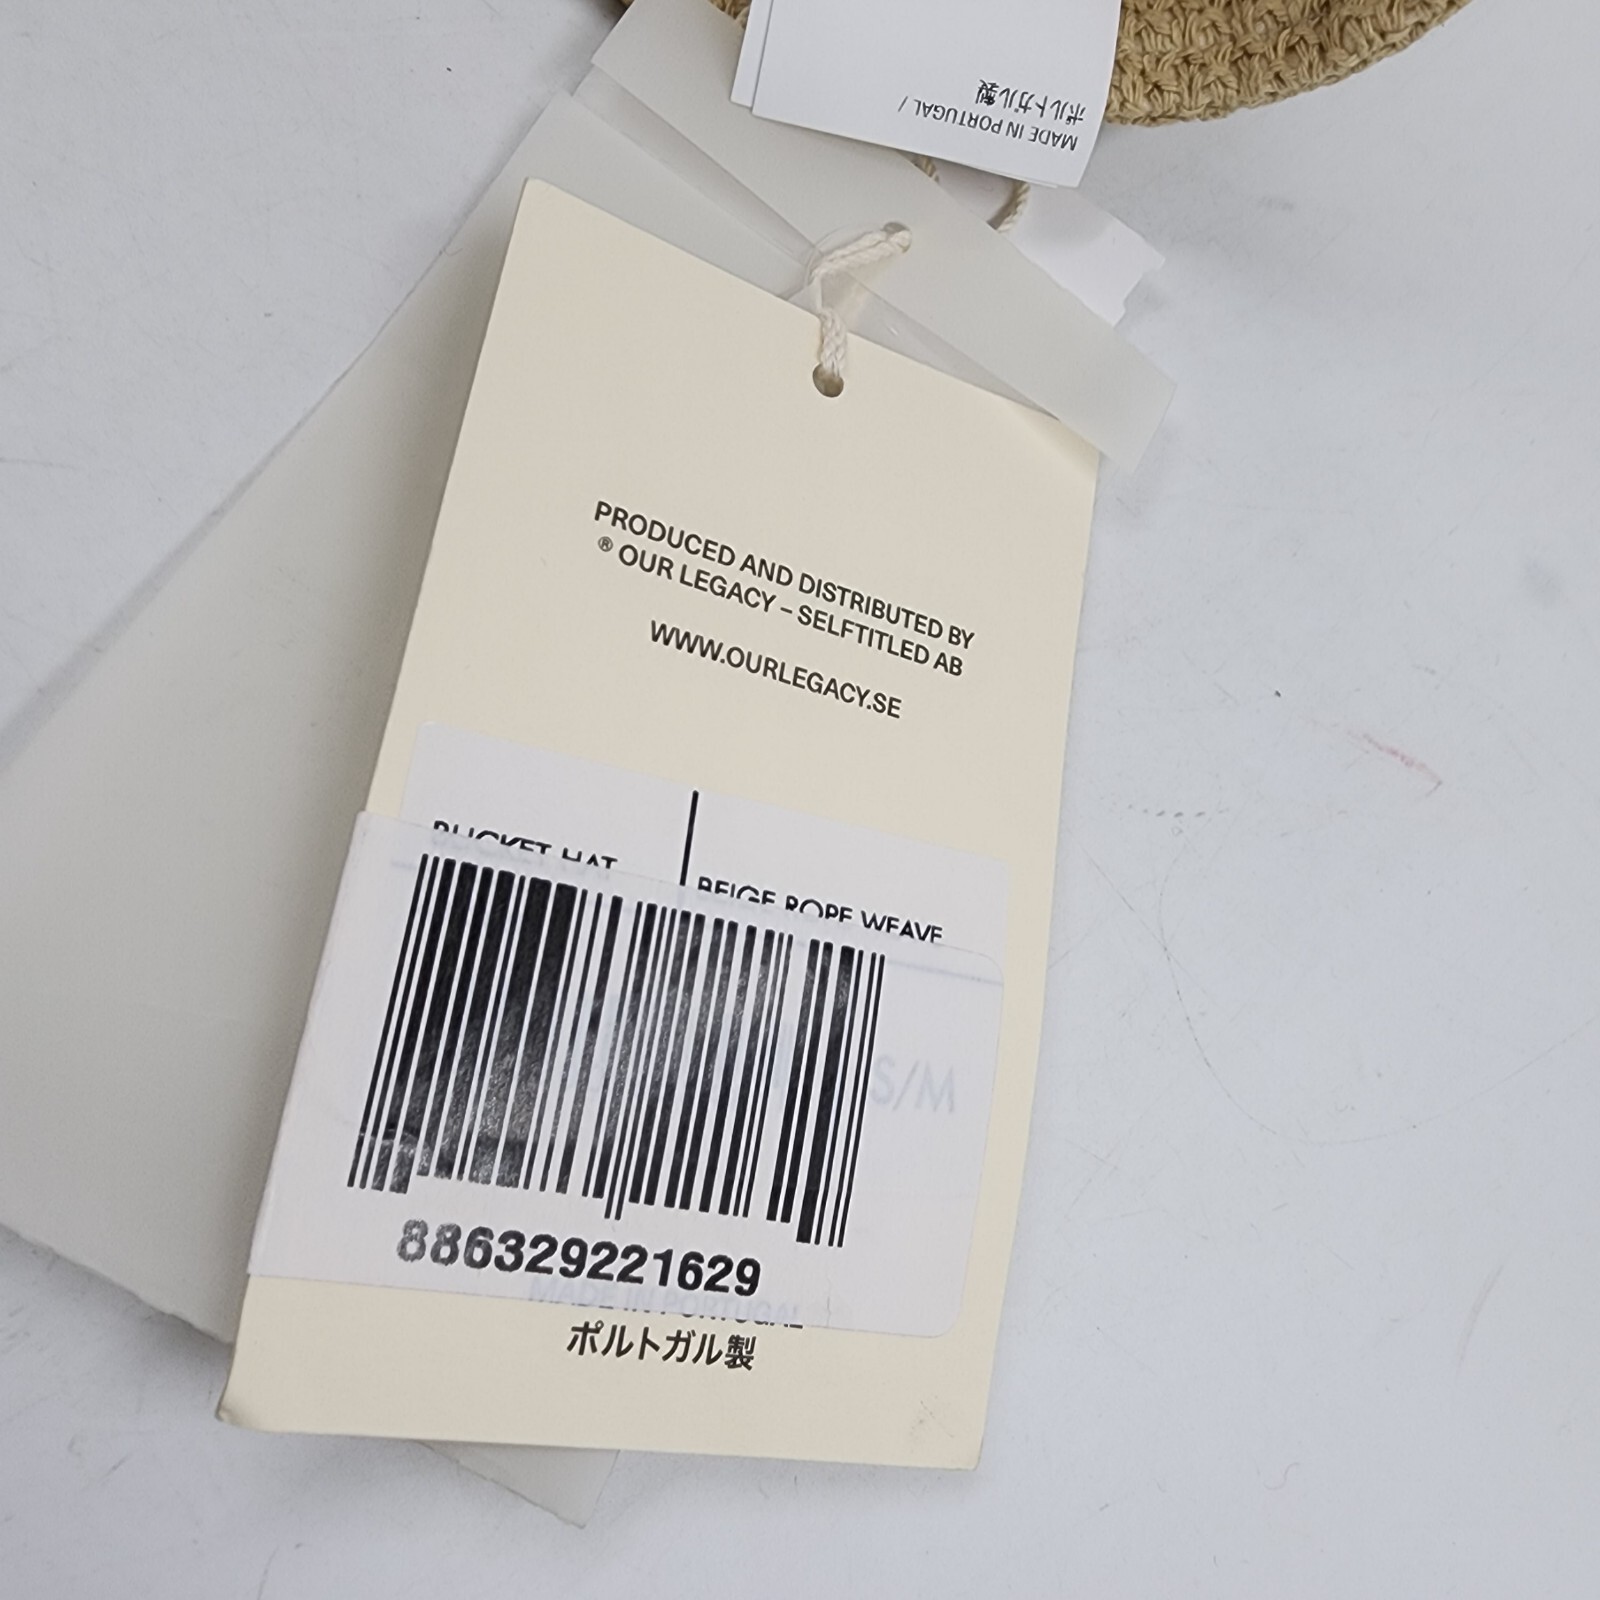 MADE IN PORTUGAL /
ポルトガル製
PRODUCED AND DISTRIBUTED BY
® OUR LEGACY – SELFTITLED AB
WWW.OURLEGACY.SE
BUCKET HAT
BEIGE ROPE WEAVE
S/M
886329221629
MADE IN PORTUGAL
ポルトガル製